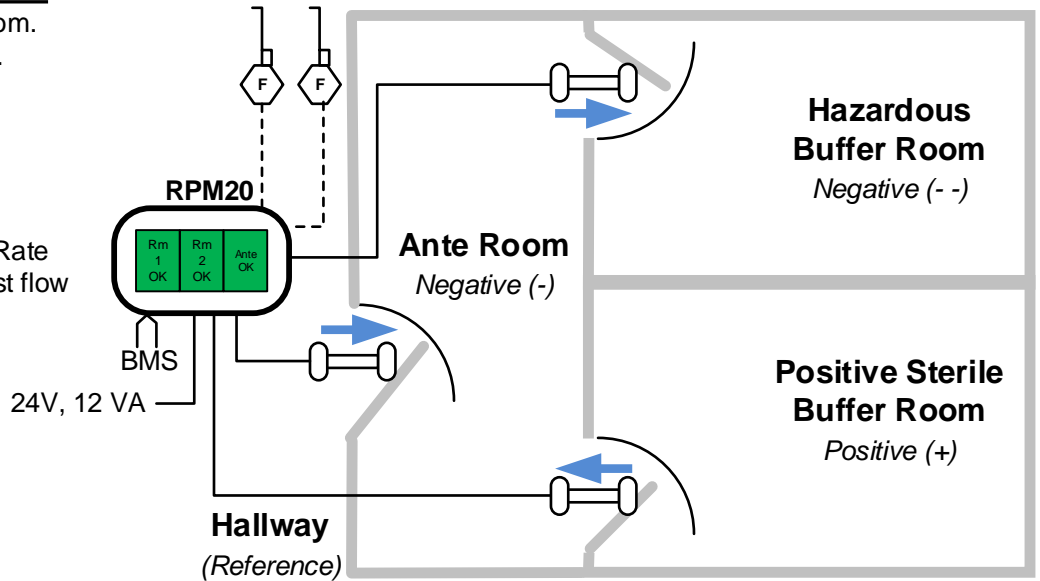 om.
.
F
F
RPM20
Rm
1
OK
Rm
2
OK
Ante
OK
Rate
st flow
BMS
24V, 12 VA
Ante Room
Negative (-)
Hazardous
Buffer Room
Negative (- -)
Positive Sterile
Buffer Room
Positive (+)
Hallway
(Reference)